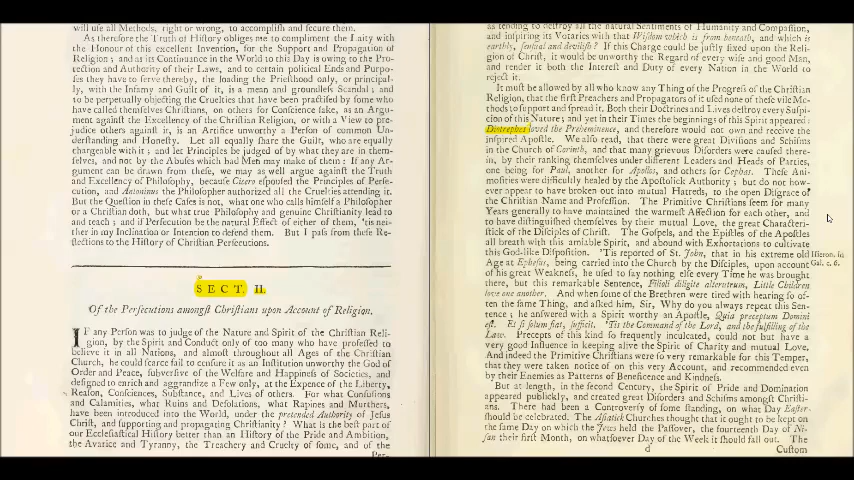 will uſe all Methods, right or wrong, to accompliſh and ſecure them.
As therefore the Truth of Hiſtory obliges me to compliment the Laity with
the Honour of this excellent Invention, for the Support and Propagation of
Religion; and as its Continuance in the World to this Day is owing to the Pro-
tection and Authority of their Laws, and to certain political Ends and Purpo-
ſes they have to ſerve thereby, the loading the Prieſthood only, or principal-
ly, with the Infamy and Guilt of it, is a mean and groundleſs Scandal; and
to be perpetually objecting the Cruelties that have been practiſed by ſome who
have called themſelves Chriſtians, on others for Conſcience ſake, as an Argu-
ment againſt the Excellency of the Chriſtian Religion, or with a View to pre-
judice others againſt it, is an Artifice unworthy a Perſon of common Un-
derſtanding and Honeſty. Let all equally ſhare the Guilt, who are equally
chargeable with it; and let Principles be judged of by what they are in them-
ſelves, and not by the Abuſes which bad Men may make of them: If any Ar-
gument can be drawn from theſe, we may as well argue againſt the Truth
and Excellency of Philoſophy, becauſe Cicero eſpouſed the Principles of Perſe-
cution, and Antoninus the Philoſopher authorized all the Cruelties attending it.
But the Queſtion in theſe Caſes is not, what one who calls himſelf a Philoſopher
or a Chriſtian doth, but what true Philoſophy and genuine Chriſtianity lead to
and teach; and if Perſecution be the natural Effect of either of them, 'tis nei-
ther in my Inclination or Intention to defend them. But I paſs from theſe Re-
flections to the Hiſtory of Chriſtian Perſecutions.
SECT. II.
Of the Perſecutions amongſt Chriſtians upon Account of Religion.
IF any Perſon was to judge of the Nature and Spirit of the Chriſtian Reli-
gion, by the Spirit and Conduct only of too many who have profeſſed to
believe it in all Nations, and almoſt throughout all Ages of the Chriſtian
Church, he could ſcarce fail to cenſure it as an Inſtitution unworthy the God of
Order and Peace, ſubverſive of the Welfare and Happineſs of Societies, and
deſigned to enrich and aggrandize a Few only, at the Expence of the Liberty,
Reaſon, Conſciences, Subſtance, and Lives of others. For what Confuſions
and Calamities, what Ruins and Deſolations, what Rapines and Murthers,
have been introduced into the World, under the pretended Authority of Jeſus
Chriſt, and ſupporting and propagating Chriſtianity? What is the beſt part of
our Eccleſiaſtical Hiſtory better than an Hiſtory of the Pride and Ambition,
the Avarice and Tyranny, the Treachery and Cruelty of ſome, and of the
Per-
as tending to deſtroy all the natural Sentiments of Humanity and Compaſſion,
and inſpiring its Votaries with that Wiſdom which is from beneath, and which is
earthly, ſenſual and deviliſh? If this Charge could be juſtly fixed upon the Reli-
gion of Chriſt, it would be unworthy the Regard of every wiſe and good Man,
and render it both the Intereſt and Duty of every Nation in the World to
reject it.
It muſt be allowed by all who know any Thing of the Progreſs of the Chriſtian
Religion, that the firſt Preachers and Propagators of it uſed none of theſe vile Me-
thods to ſupport and ſpread it. Both their Doctrines and Lives deſtroy every Suſpi-
cion of this Nature; and yet in their Times the beginnings of this Spirit appeared:
Diotrephes loved the Preheminence, and therefore would not own and receive the
inſpired Apoſtle. We alſo read, that there were great Diviſions and Schiſms
in the Church of Corinth, and that many grievous Diſorders were cauſed there-
in, by their ranking themſelves under different Leaders and Heads of Parties,
one being for Paul, another for Apollos, and others for Cephas. Theſe Ani-
moſities were difficultly healed by the Apoſtolick Authority; but do not how-
ever appear to have broken out into mutual Hatreds, to the open Diſgrace of
the Chriſtian Name and Profeſſion. The Primitive Chriſtians ſeem for many
Years generally to have maintained the warmeſt Affection for each other, and
to have diſtinguiſhed themſelves by their mutual Love, the great Characteri-
ſtick of the Diſciples of Chriſt. The Goſpels, and the Epiſtles of the Apoſtles
all breath with this amiable Spirit, and abound with Exhortations to cultivate
this God-like Diſpoſition. 'Tis reported of St. John, that in his extreme old Hieron. in
Age at Epheſus, being carried into the Church by the Diſciples, upon account Gal. c. 6.
of his great Weakneſs, he uſed to ſay nothing elſe every Time he was brought
there, but this remarkable Sentence, Filioli diligite alterutrum, Little Children
love one another. And when ſome of the Brethren were tired with hearing ſo of-
ten the ſame Thing, and aſked him, Sir, Why do you always repeat this Sen-
tence; he anſwered with a Spirit worthy an Apoſtle, Quia preceptum Domini
eſt. Et ſi ſolum fiat, ſufficit. 'Tis the Command of the Lord, and the fulfilling of the
Law. Precepts of this kind ſo frequently inculcated, could not but have a
very good Influence in keeping alive the Spirit of Charity and mutual Love.
And indeed the Primitive Chriſtians were ſo very remarkable for this Temper,
that they were taken notice of on this very Account, and recommended even
by their Enemies as Patterns of Beneficence and Kindneſs.
But at length, in the ſecond Century, the Spirit of Pride and Domination
appeared publickly, and created great Diſorders and Schiſms amongſt Chriſti-
ans. There had been a Controverſy of ſome ſtanding, on what Day Eaſter
ſhould be celebrated. The Aſiatick Churches thought that it ought to be kept on
the ſame Day on which the Jews held the Paſſover, the fourteenth Day of Ni-
ſan their firſt Month, on whatſoever Day of the Week it ſhould fall out. The
d Cuſtom